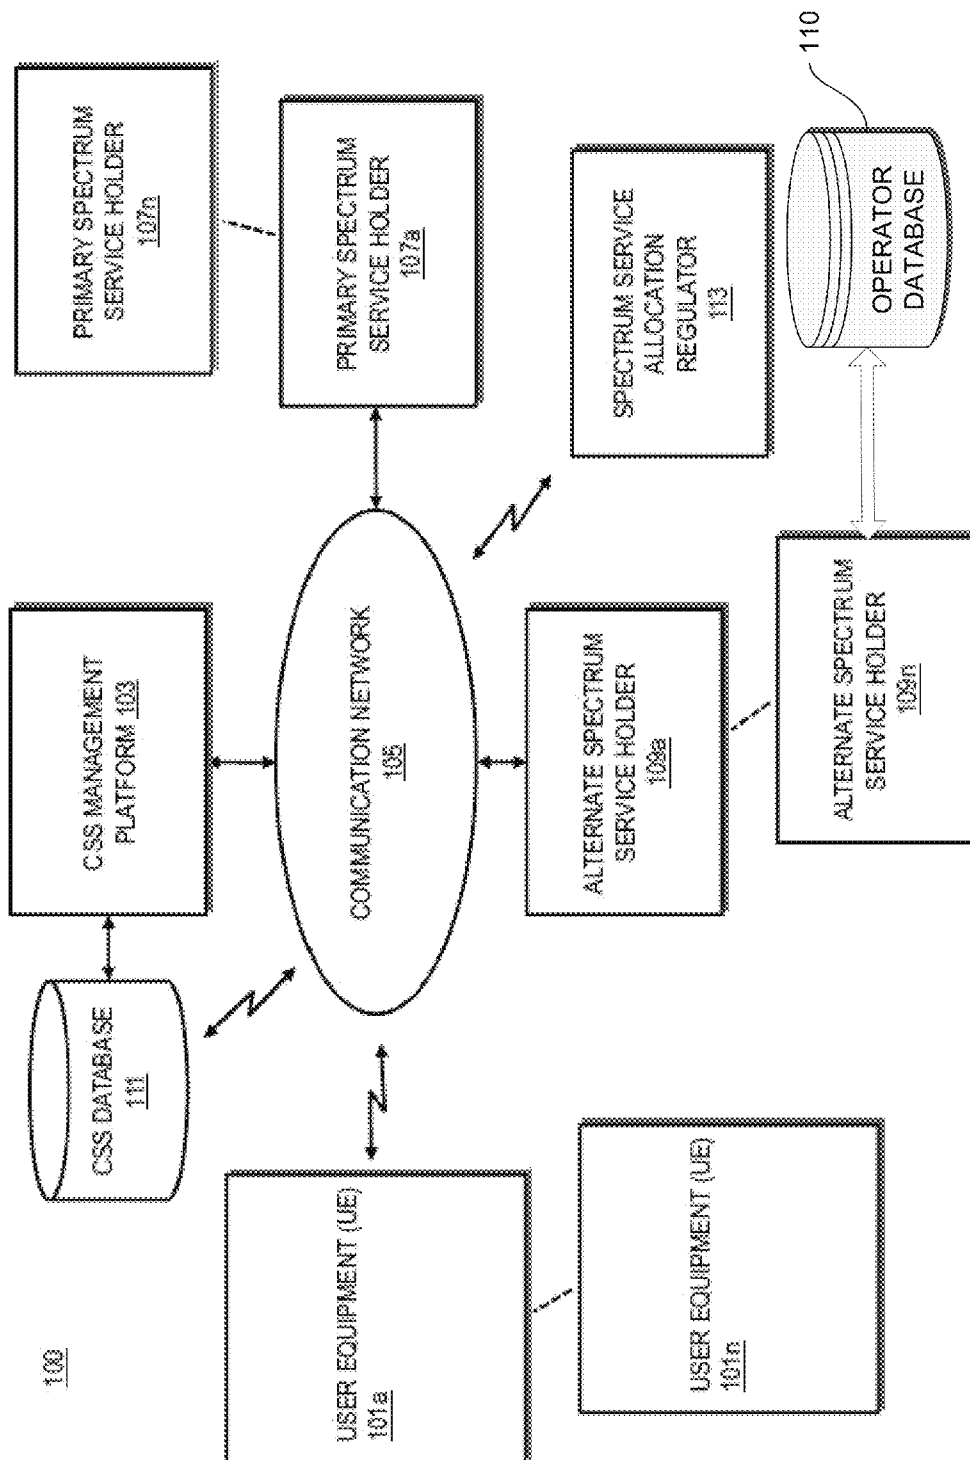 100
CSS DATABASE
111
CSS MANAGEMENT
PLATFORM 103
PRIMARY SPECTRUM
SERVICE HOLDER
107n
USER EQUIPMENT (UE)
101a
COMMUNICATION NETWORK
105
PRIMARY SPECTRUM
SERVICE HOLDER
107a
USER EQUIPMENT (UE)
101n
ALTERNATE SPECTRUM
SERVICE HOLDER
109a
SPECTRUM SERVICE
ALLOCATION
REGULATOR
113
ALTERNATE SPECTRUM
SERVICE HOLDER
109n
OPERATOR
DATABASE
110